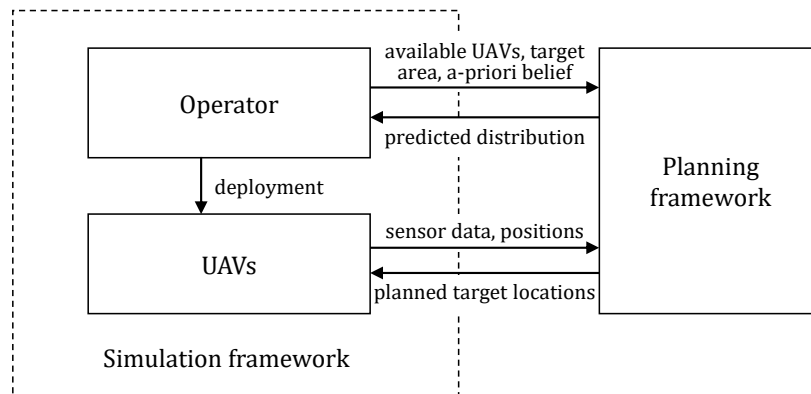 available UAVs, target
area, a-priori belief
Operator
predicted distribution
Planning
framework
deployment
sensor data, positions
UAVs
planned target locations
Simulation framework